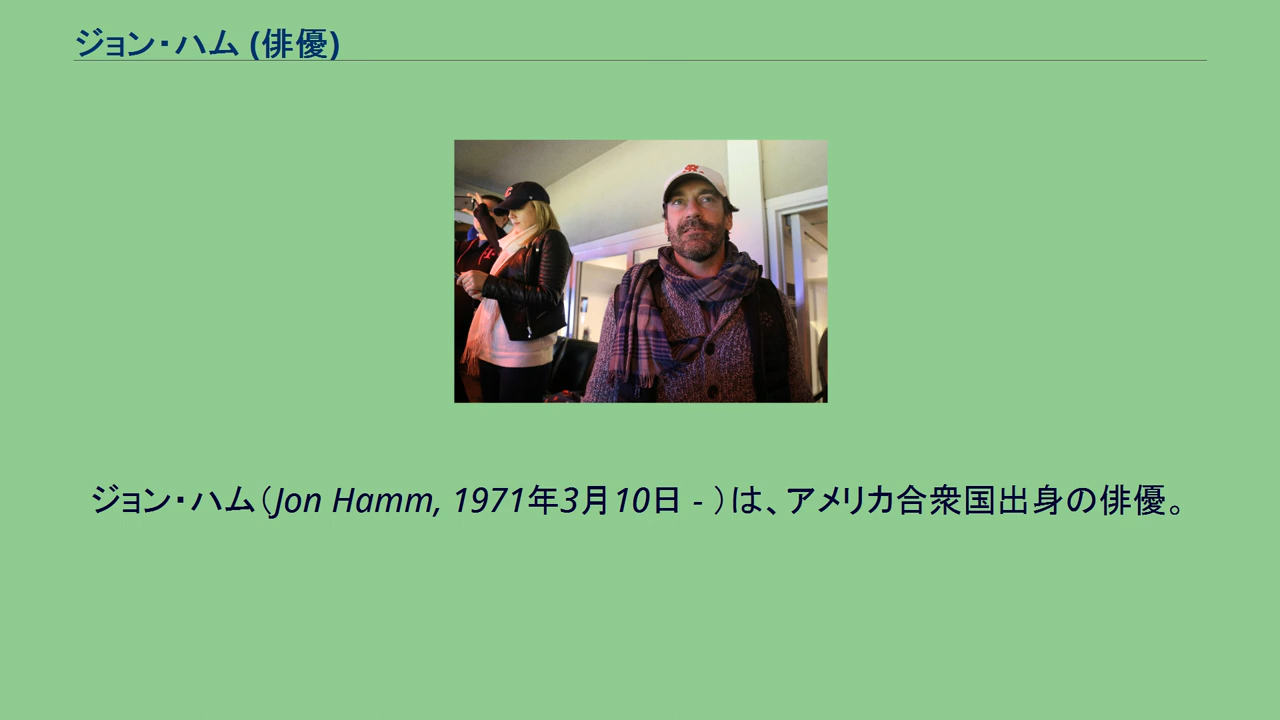 ジョン・ハム (俳優)
ジョン・ハム（Jon Hamm, 1971年3月10日 - ）は、アメリカ合衆国出身の俳優。